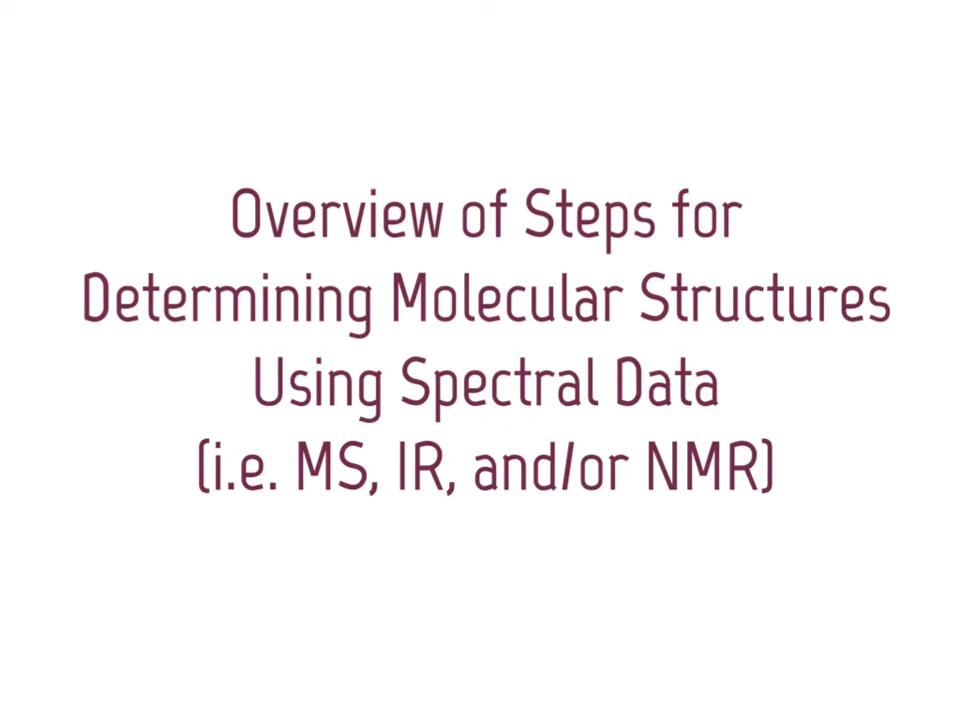 Overview of Steps for
Determining Molecular Structures
Using Spectral Data
(i.e. MS, IR, and/or NMR)